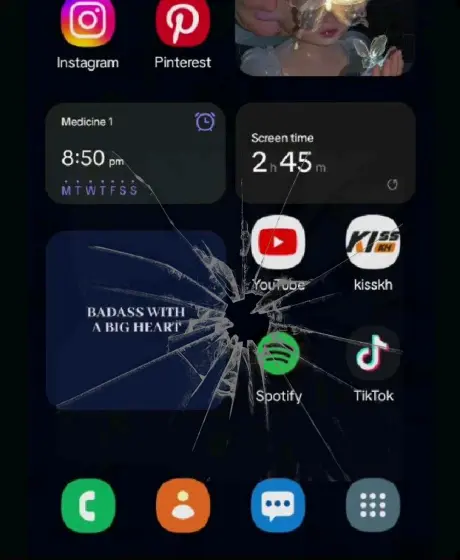 Instagram
Pinterest
Medicine 1
8:50 pm
M T W T F S S
Screen time
2 h 45 m
YouTube
KISS
KH
kisskh
BADASS WITH
A BIG HEART
Spotify
TikTok